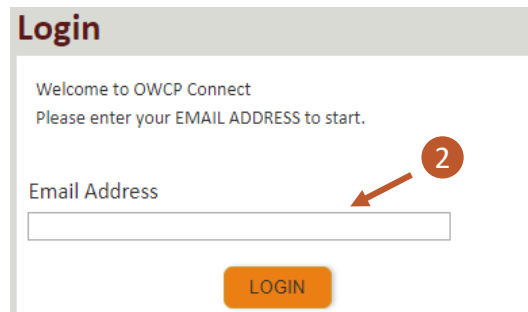 Login
Welcome to OWCP Connect
Please enter your EMAIL ADDRESS to start.
2
Email Address
LOGIN